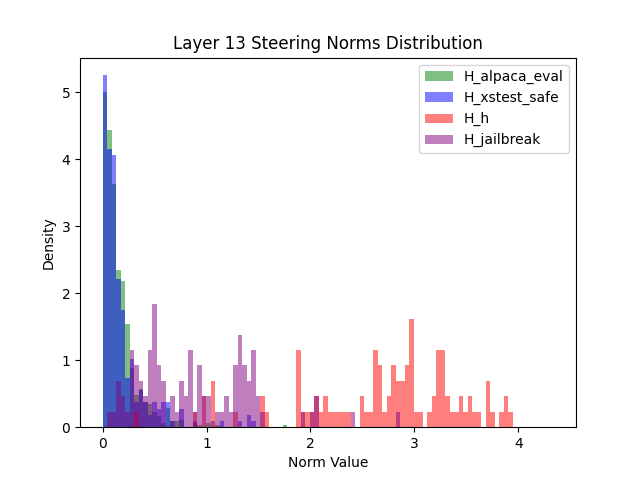 Layer 13 Steering Norms Distribution
H_alpaca_eval
H_xstest_safe
H_h
H_jailbreak
5
4
3
2
1
0
Density
0 1 2 3 4
Norm Value